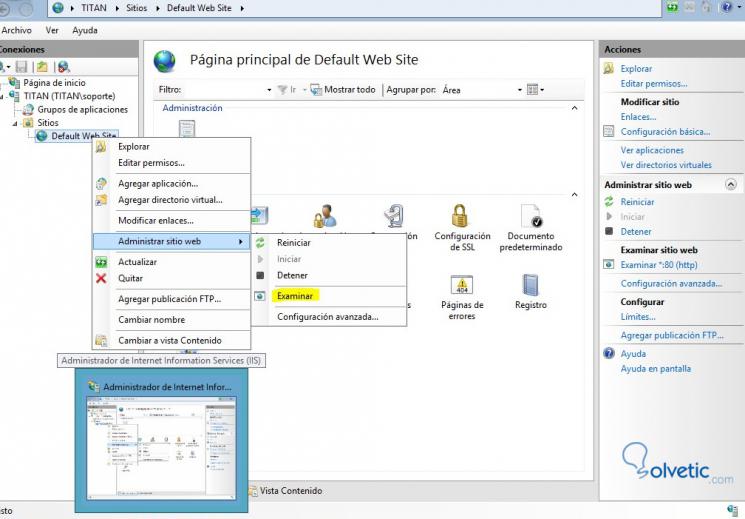 TITAN Sitios Default Web Site
Archivo Ver Ayuda
Conexiones
Página de inicio
TITAN (TITAN\soporte)
Grupos de aplicaciones
Sitios
Default Web Site
Explorar
Editar permisos...
Agregar aplicación...
Agregar directorio virtual...
Modificar enlaces...
Administrar sitio web
Actualizar
Quitar
Agregar publicación FTP...
Cambiar nombre
Cambiar a vista Contenido
Reiniciar
Iniciar
Detener
Examinar
Configuración avanzada...
Administrador de Internet Information Services (IIS)
Administrador de Internet Infor...
Página principal de Default Web Site
Filtro: Ir Mostrar todo Agrupar por: Área
Administración
Configuración de SSL
Documento predeterminado
404
Páginas de errores
Registro
Vista Contenido
Acciones
Explorar
Editar permisos...
Modificar sitio
Enlaces...
Configuración básica...
Ver aplicaciones
Ver directorios virtuales
Administrar sitio web
Reiniciar
Iniciar
Detener
Examinar sitio web
Examinar *:80 (http)
Configuración avanzada...
Configurar
Límites...
Agregar publicación FTP...
Ayuda
Ayuda en pantalla
Solvetic.com